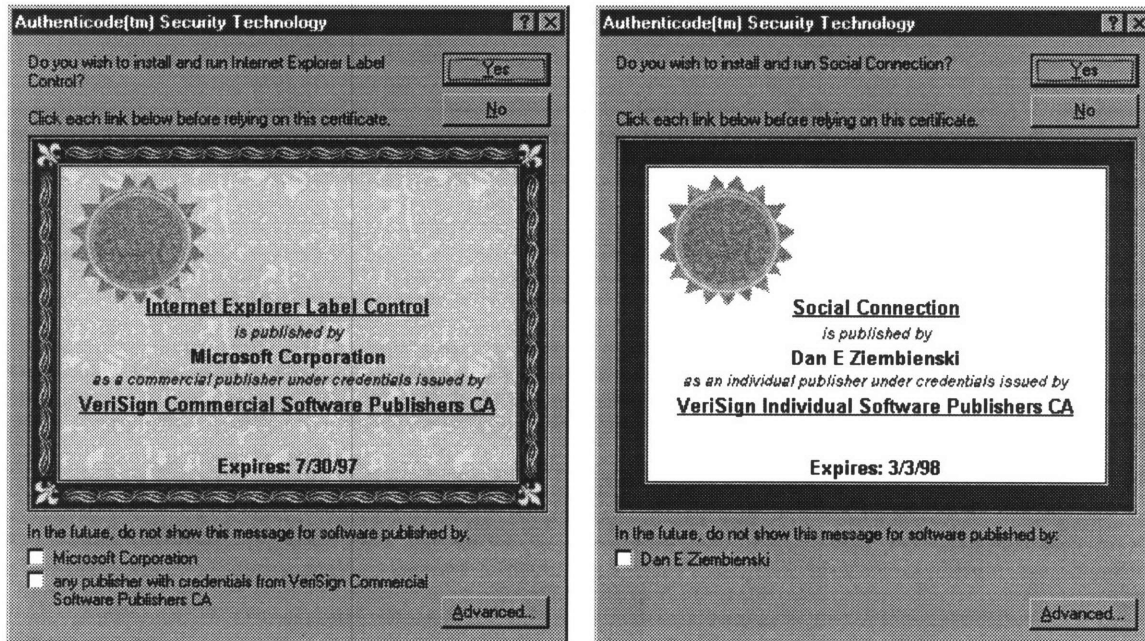 Authenticode(tm) Security Technology
Do you wish to install and run Internet Explorer Label
Control?
Yes
No
Click each link below before relying on this certificate.
Internet Explorer Label Control
is published by
Microsoft Corporation
as a commercial publisher under credentials issued by
VeriSign Commercial Software Publishers CA
Expires: 7/30/97
In the future, do not show this message for software published by:
Microsoft Corporation
any publisher with credentials from VeriSign Commercial
Software Publishers CA
Advanced...
Authenticode(tm) Security Technology
Do you wish to install and run Social Connection?
Yes
No
Click each link below before relying on this certificate.
Social Connection
is published by
Dan E Ziembienski
as an individual publisher under credentials issued by
VeriSign Individual Software Publishers CA
Expires: 3/3/98
In the future, do not show this message for software published by:
Dan E Ziembienski
Advanced...